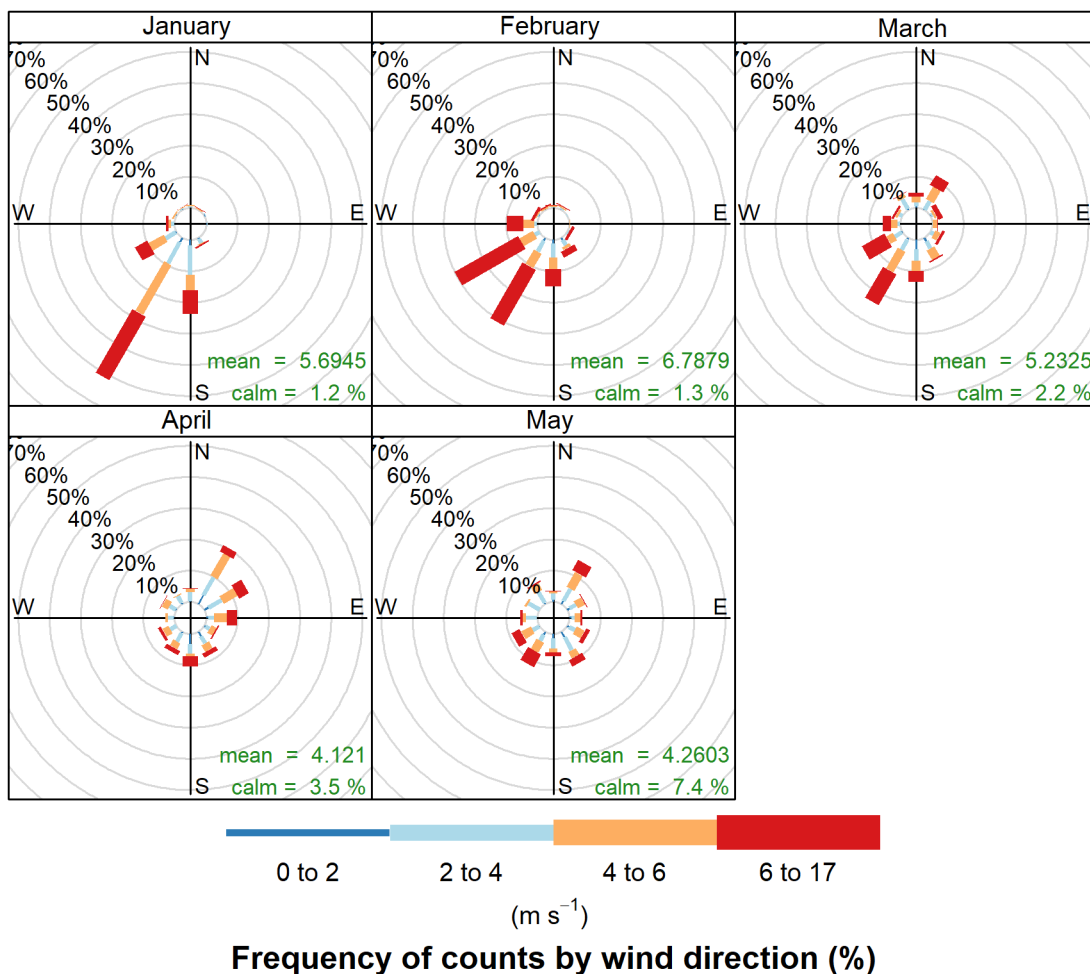 January
70%
60%
50%
40%
30%
20%
10%
N
W
E
S
mean = 5.6945
calm = 1.2 %
February
70%
60%
50%
40%
30%
20%
10%
N
W
E
S
mean = 6.7879
calm = 1.3 %
March
70%
60%
50%
40%
30%
20%
10%
N
W
E
S
mean = 5.2325
calm = 2.2 %
April
70%
60%
50%
40%
30%
20%
10%
N
W
E
S
mean = 4.121
calm = 3.5 %
May
70%
60%
50%
40%
30%
20%
10%
N
W
E
S
mean = 4.2603
calm = 7.4 %
0 to 2 2 to 4 4 to 6 6 to 17
(m s⁻¹)
Frequency of counts by wind direction (%)